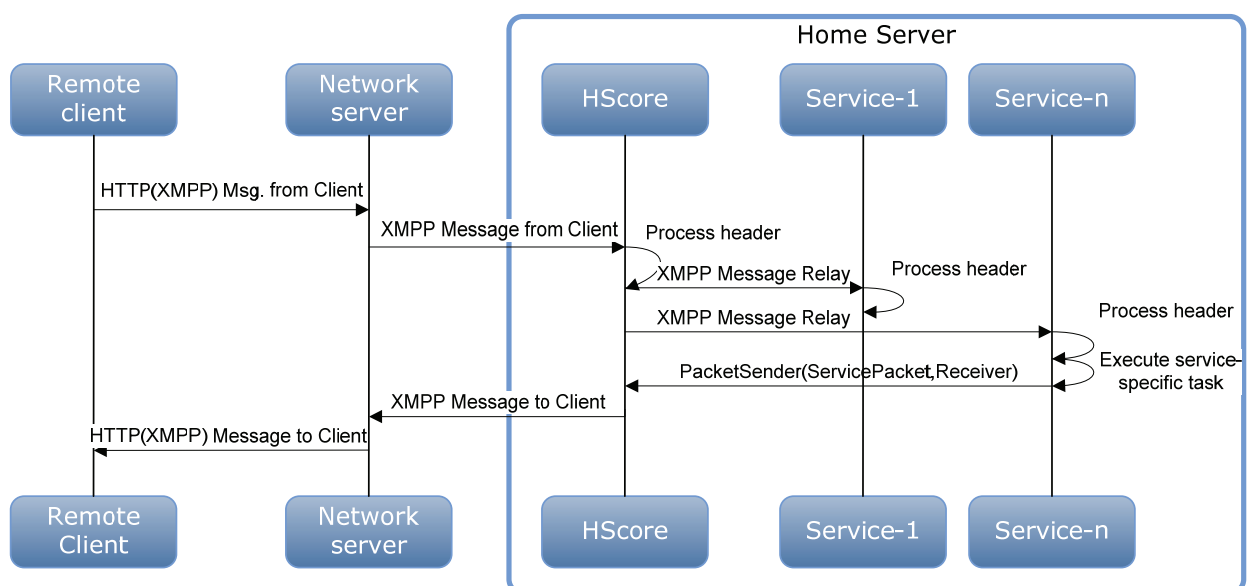 Home Server
Remote
client
Network
server
HScore
Service-1
Service-n
HTTP(XMPP) Msg. from Client
XMPP Message from Client
Process header
XMPP Message Relay
Process header
XMPP Message Relay
Process header
Execute service-
specific task
PacketSender(ServicePacket,Receiver)
XMPP Message to Client
HTTP(XMPP) Message to Client
Remote
Client
Network
server
HScore
Service-1
Service-n